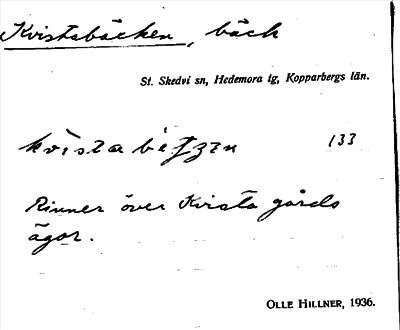 Kvistabäcken, bäck
St. Skedvi sn, Hedemora tg, Kopparbergs län.
133
Rinner över Kvista gårds
ägor.
OLLE HILLNER, 1936.